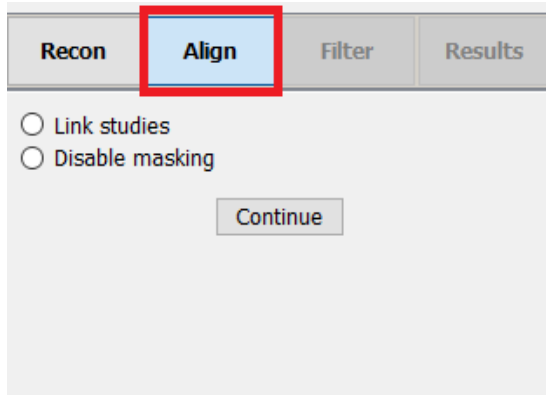 Recon Align Filter Results
Link studies
Disable masking
Continue